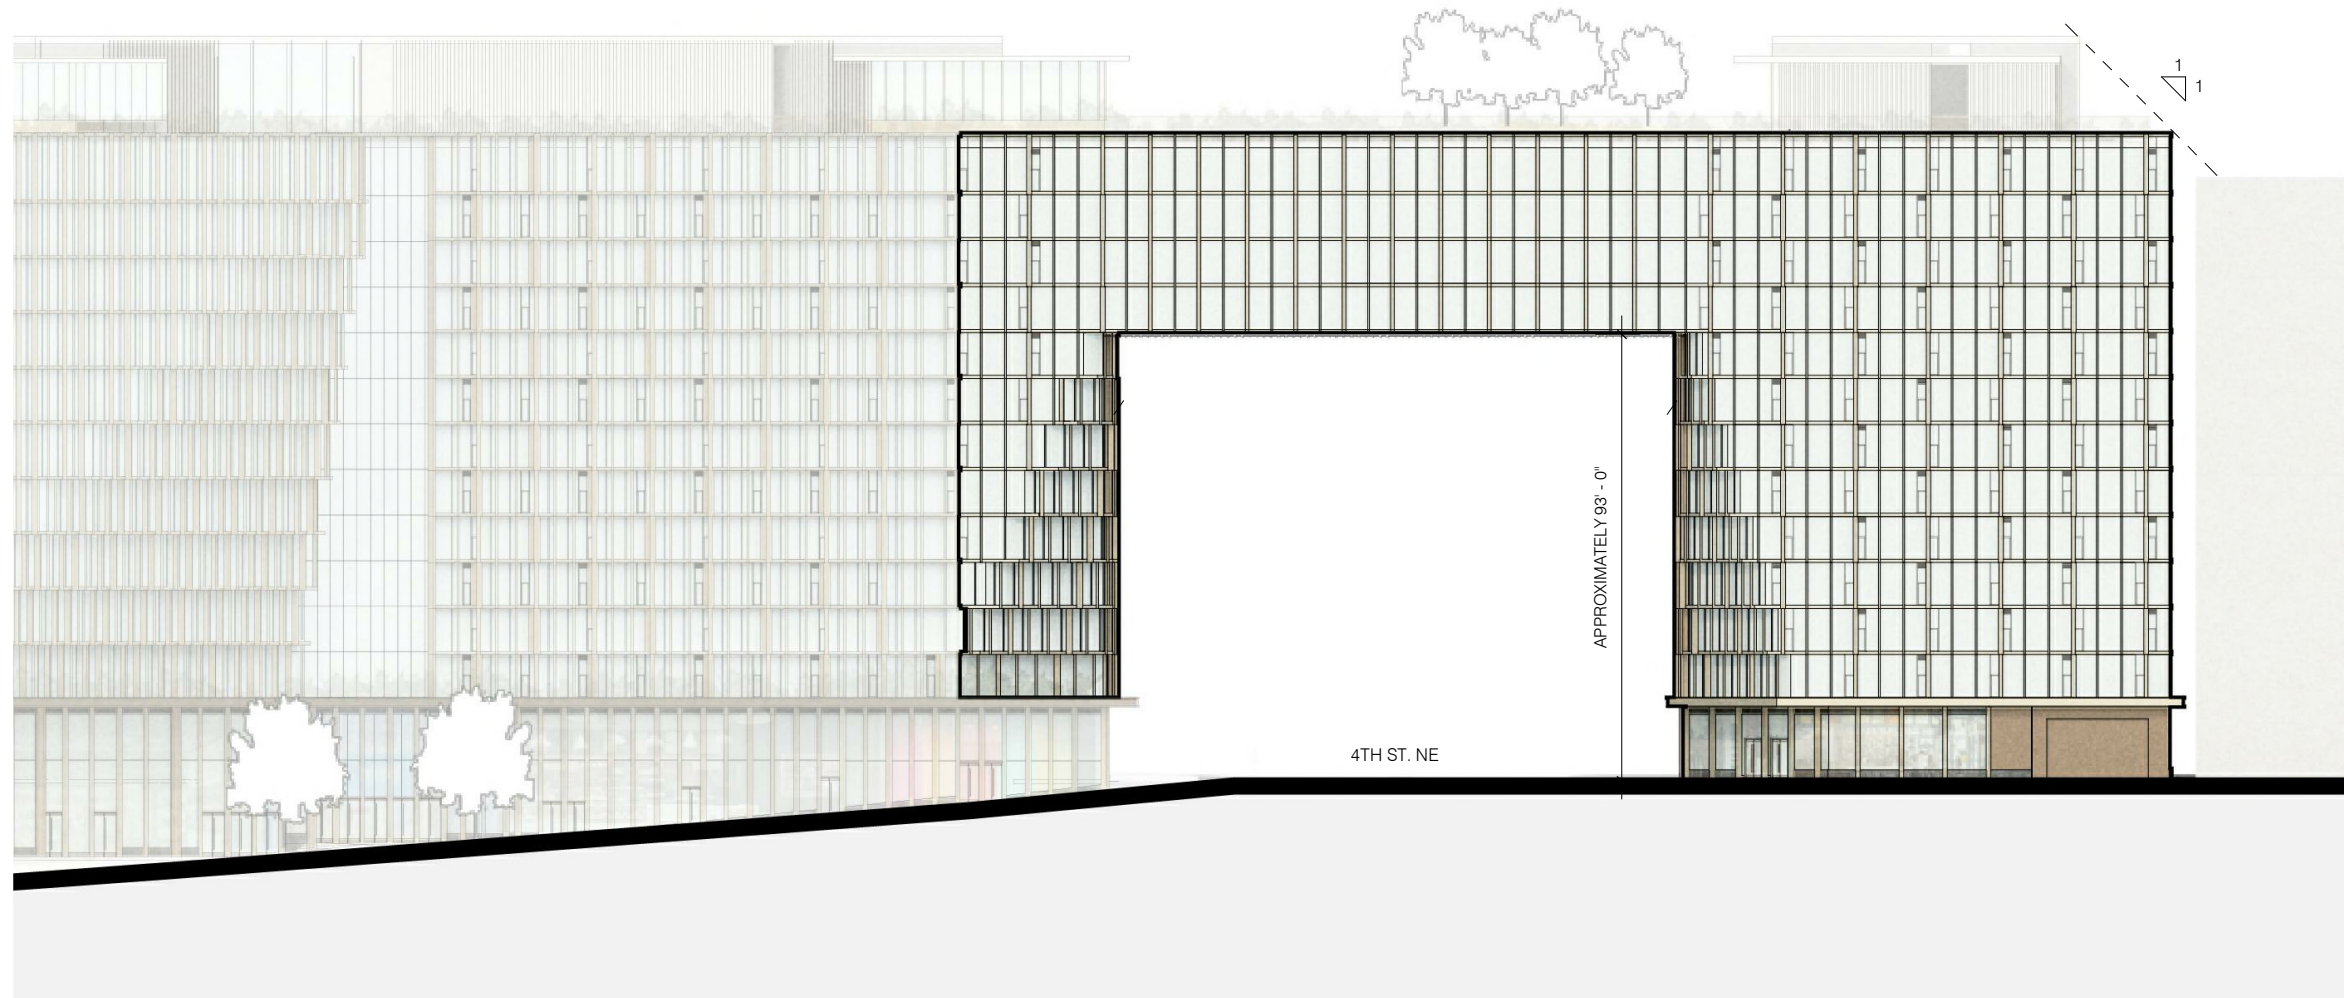 1
1
APPROXIMATELY 93' - 0"
4TH ST. NE